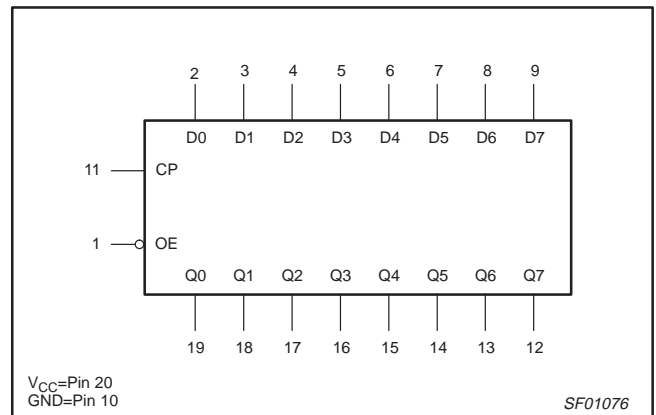 2 3 4 5 6 7 8 9
D0 D1 D2 D3 D4 D5 D6 D7
11 CP
1 OE
Q0 Q1 Q2 Q3 Q4 Q5 Q6 Q7
19 18 17 16 15 14 13 12
VCC=Pin 20
GND=Pin 10
SF01076